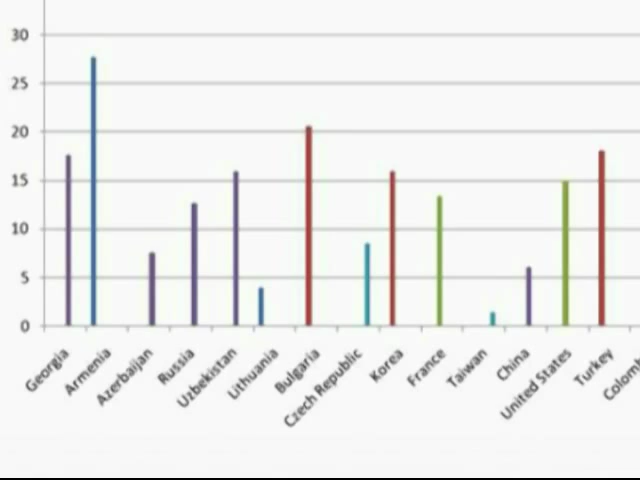 30
25
20
15
10
5
0
Georgia
Armenia
Azerbaijan
Russia
Uzbekistan
Lithuania
Bulgaria
Czech Republic
Korea
France
Taiwan
China
United States
Turkey
Colomb